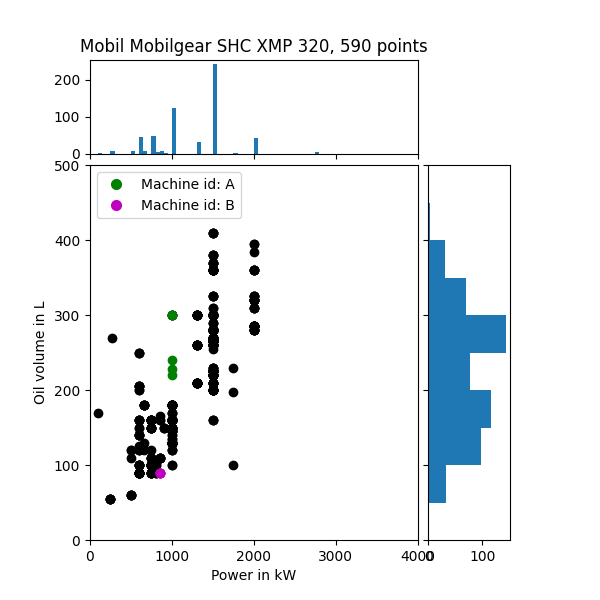 Mobil Mobilgear SHC XMP 320, 590 points
200
100
0
500
400
300
200
100
0
Machine id: A
Machine id: B
Oil volume in L
0 1000 2000 3000 4000
0 100
Power in kW